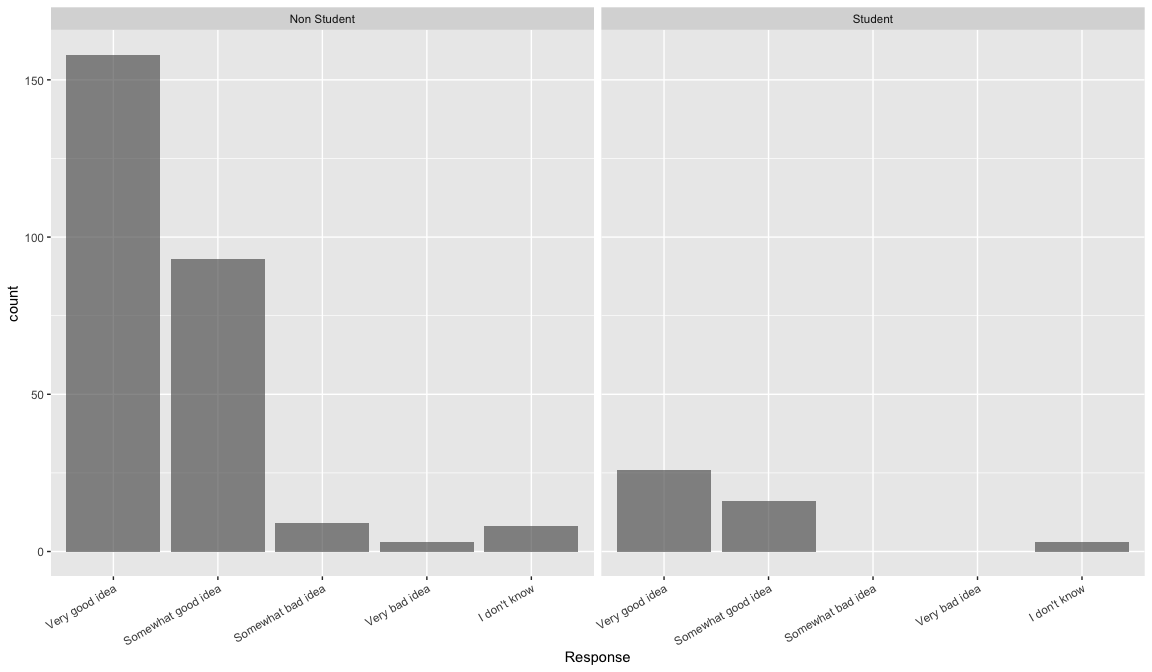 Non Student
Student
150
100
50
0
count
Very good idea
Somewhat good idea
Somewhat bad idea
Very bad idea
I don't know
Very good idea
Somewhat good idea
Somewhat bad idea
Very bad idea
I don't know
Response